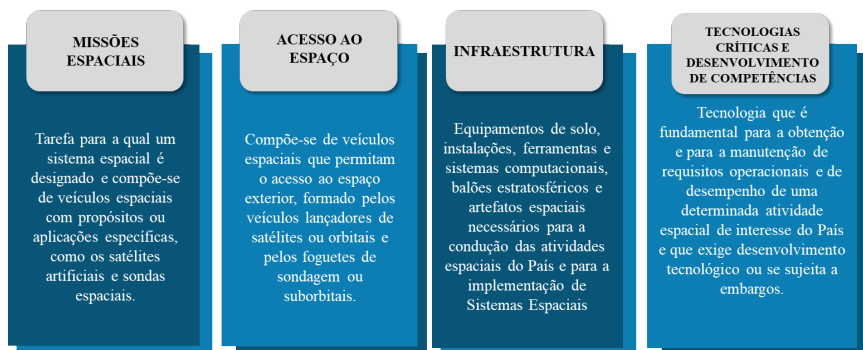 MISSÕES
ESPACIAIS
Tarefa para a qual um
sistema espacial é
designado e compõe-se
de veículos espaciais
com propósitos ou
aplicações específicas,
como os satélites
artificiais e sondas
espaciais.
ACESSO AO
ESPAÇO
Compõe-se de veículos
espaciais que permitam
o acesso ao espaço
exterior, formado pelos
veículos lançadores de
satélites ou orbitais e
pelos foguetes de
sondagem ou
suborbitais.
INFRAESTRUTURA
Equipamentos de solo,
instalações, ferramentas e
sistemas computacionais,
balões estratosféricos e
artefatos espaciais
necessários para a
condução das atividades
espaciais do País e para a
implementação de
Sistemas Espaciais
TECNOLOGIAS
CRÍTICAS E
DESENVOLVIMENTO
DE COMPETÊNCIAS
Tecnologia que é
fundamental para a obtenção
e para a manutenção de
requisitos operacionais e de
desempenho de uma
determinada atividade
espacial de interesse do País
e que exige desenvolvimento
tecnológico ou se sujeita a
embargos.